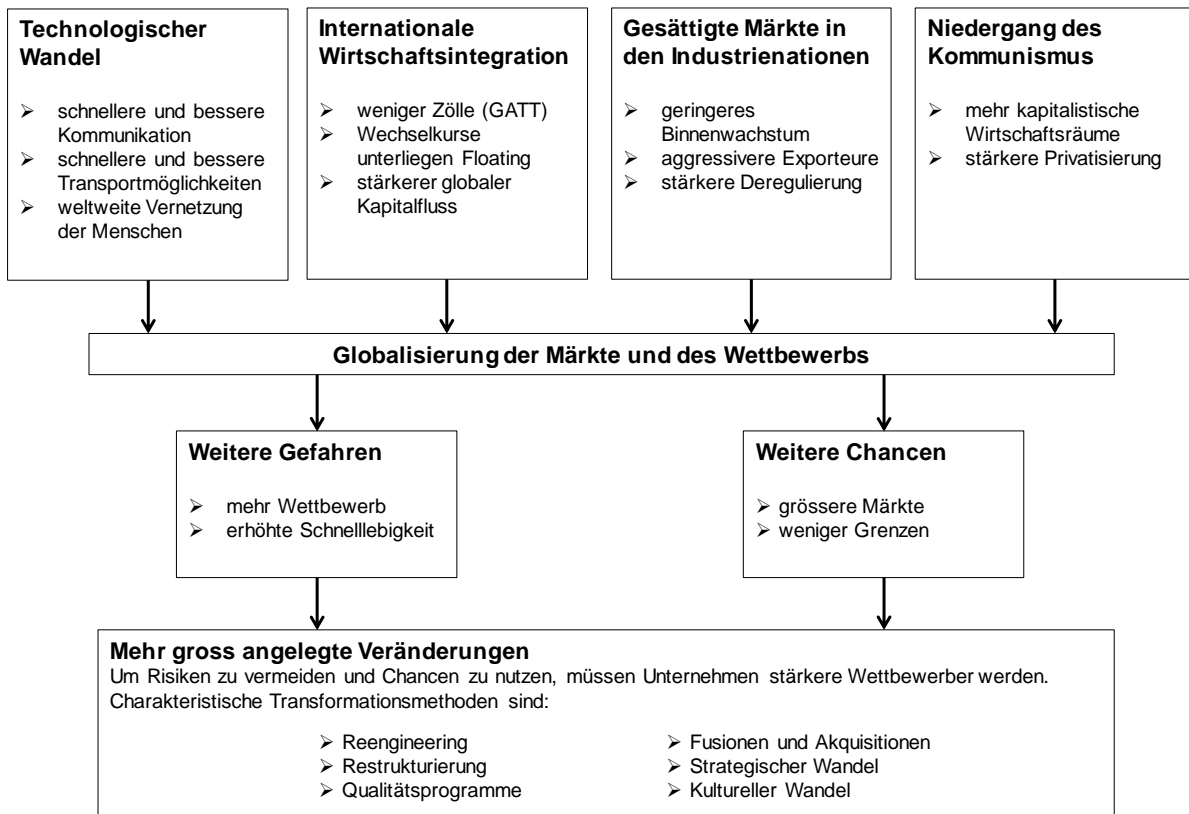 Technologischer
Wandel
➢ schnellere und bessere
Kommunikation
➢ schnellere und bessere
Transportmöglichkeiten
➢ weltweite Vernetzung
der Menschen
Internationale
Wirtschaftsintegration
➢ weniger Zölle (GATT)
➢ Wechselkurse
unterliegen Floating
➢ stärkerer globaler
Kapitalfluss
Gesättigte Märkte in
den Industrienationen
➢ geringeres
Binnenwachstum
➢ aggressivere Exporteure
➢ stärkere Deregulierung
Niedergang des
Kommunismus
➢ mehr kapitalistische
Wirtschaftsräume
➢ stärkere Privatisierung
Globalisierung der Märkte und des Wettbewerbs
Weitere Gefahren
➢ mehr Wettbewerb
➢ erhöhte Schnelllebigkeit
Weitere Chancen
➢ grössere Märkte
➢ weniger Grenzen
Mehr gross angelegte Veränderungen
Um Risiken zu vermeiden und Chancen zu nutzen, müssen Unternehmen stärkere Wettbewerber werden.
Charakteristische Transformationsmethoden sind:
➢ Reengineering
➢ Restrukturierung
➢ Qualitätsprogramme
➢ Fusionen und Akquisitionen
➢ Strategischer Wandel
➢ Kultureller Wandel